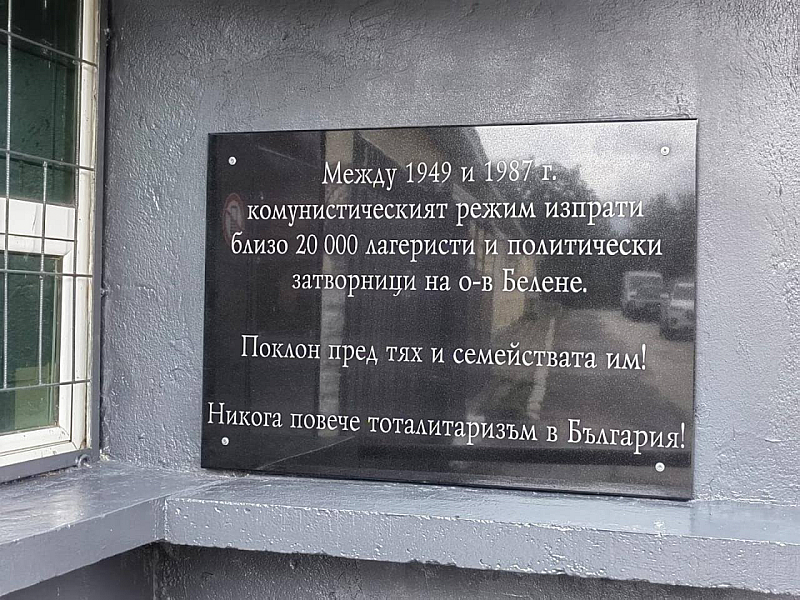 Между 1949 и 1987 г.
комунистическият режим изпрати
близо 20 000 лагеристи и политически
затворници на о-в Белене.
Поклон пред тях и семействата им!
Никога повече тоталитаризъм в България!